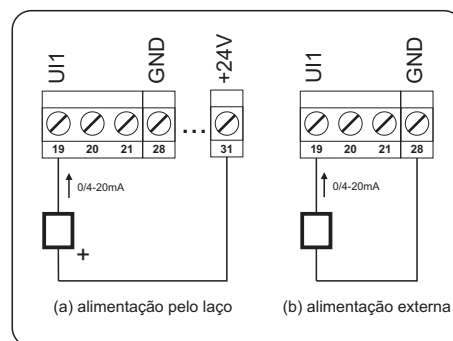 UI1 GND +24V
... 
19 20 21 28 31
0/4-20mA
+
(a) alimentação pelo laço
UI1 GND
19 20 21 28
0/4-20mA
(b) alimentação externa